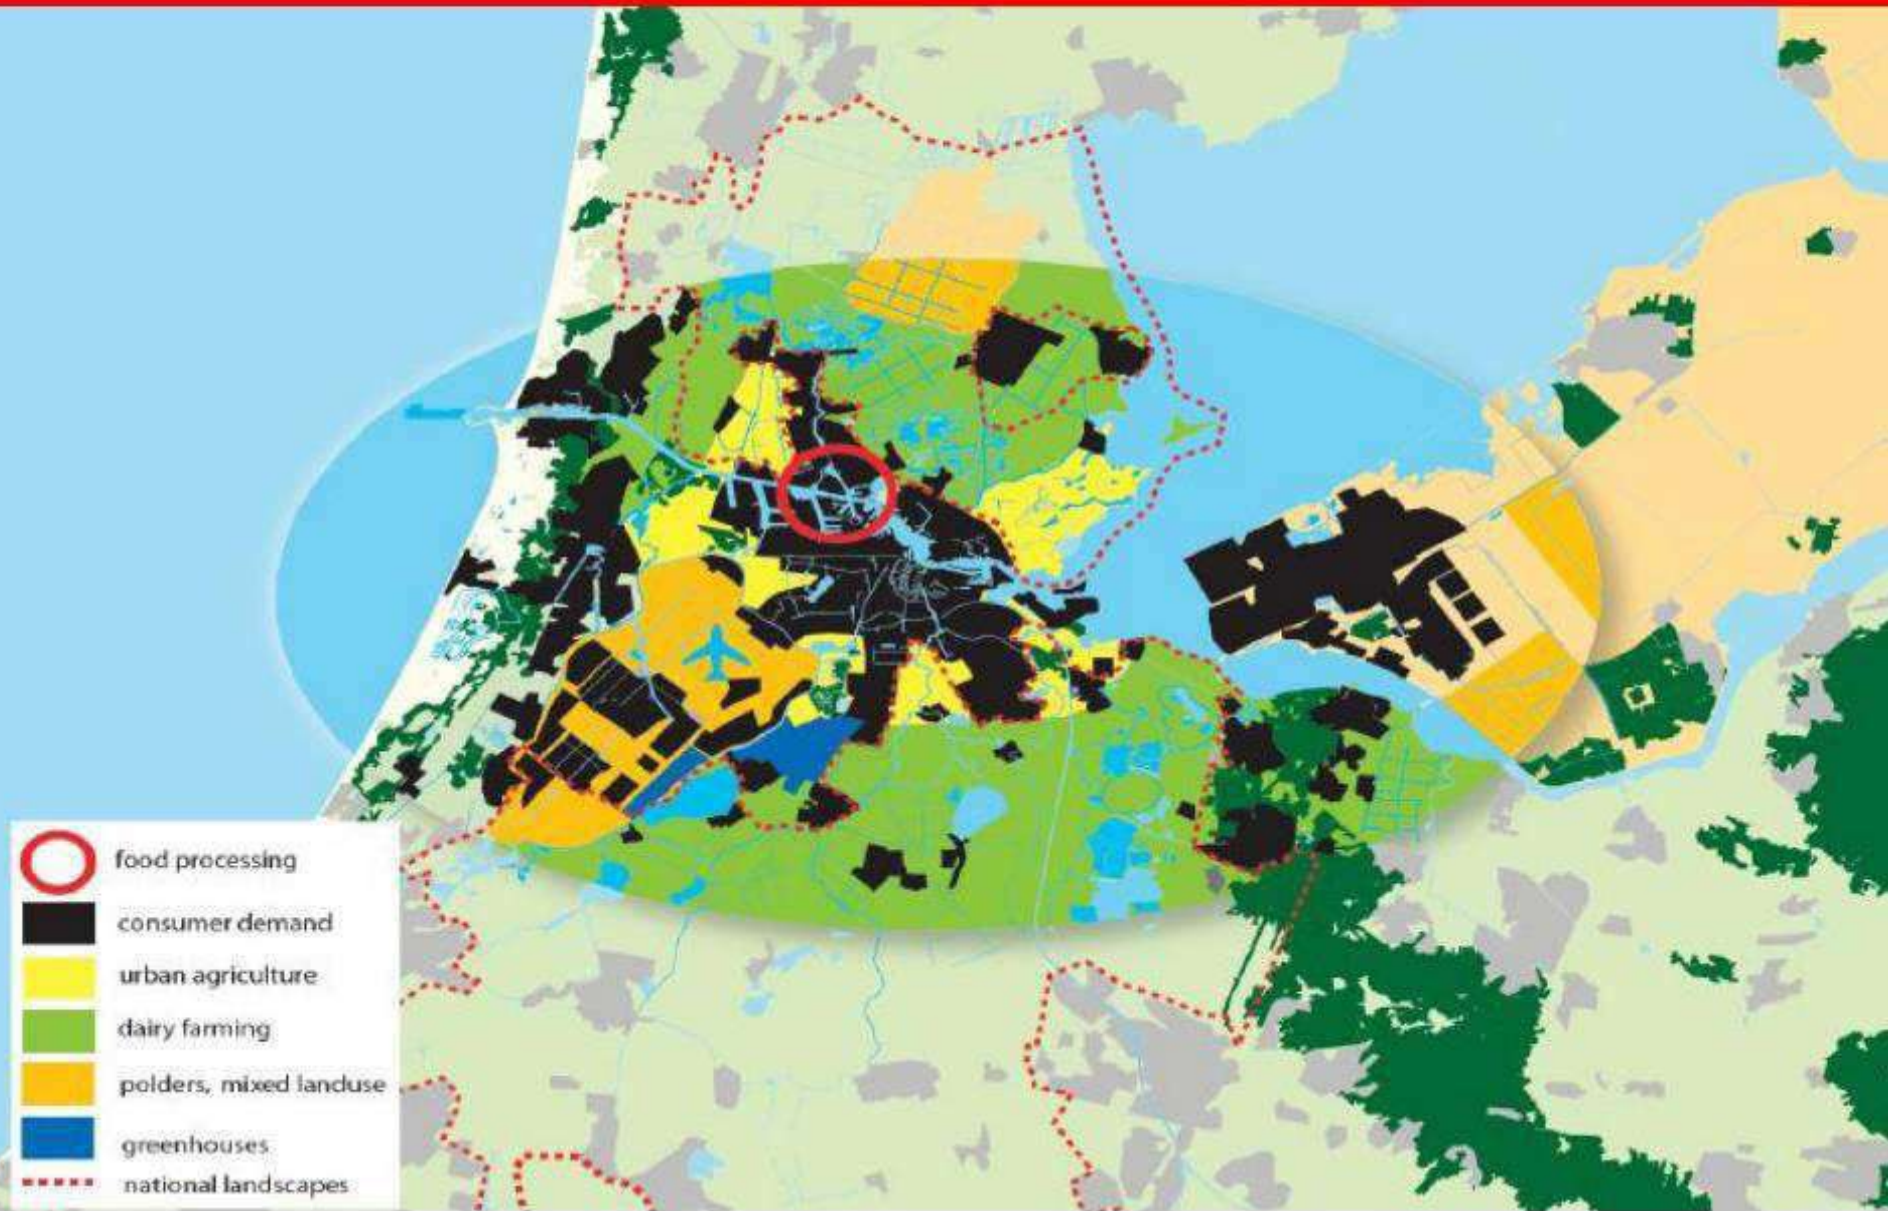 food processing
consumer demand
urban agriculture
dairy farming
polders, mixed landuse
greenhouses
national landscapes